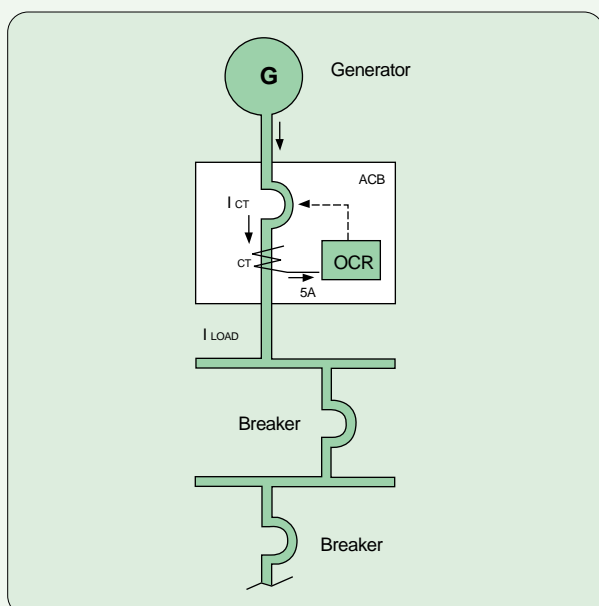 G
Generator
ACB
I CT
CT
OCR
5A
I LOAD
Breaker
Breaker